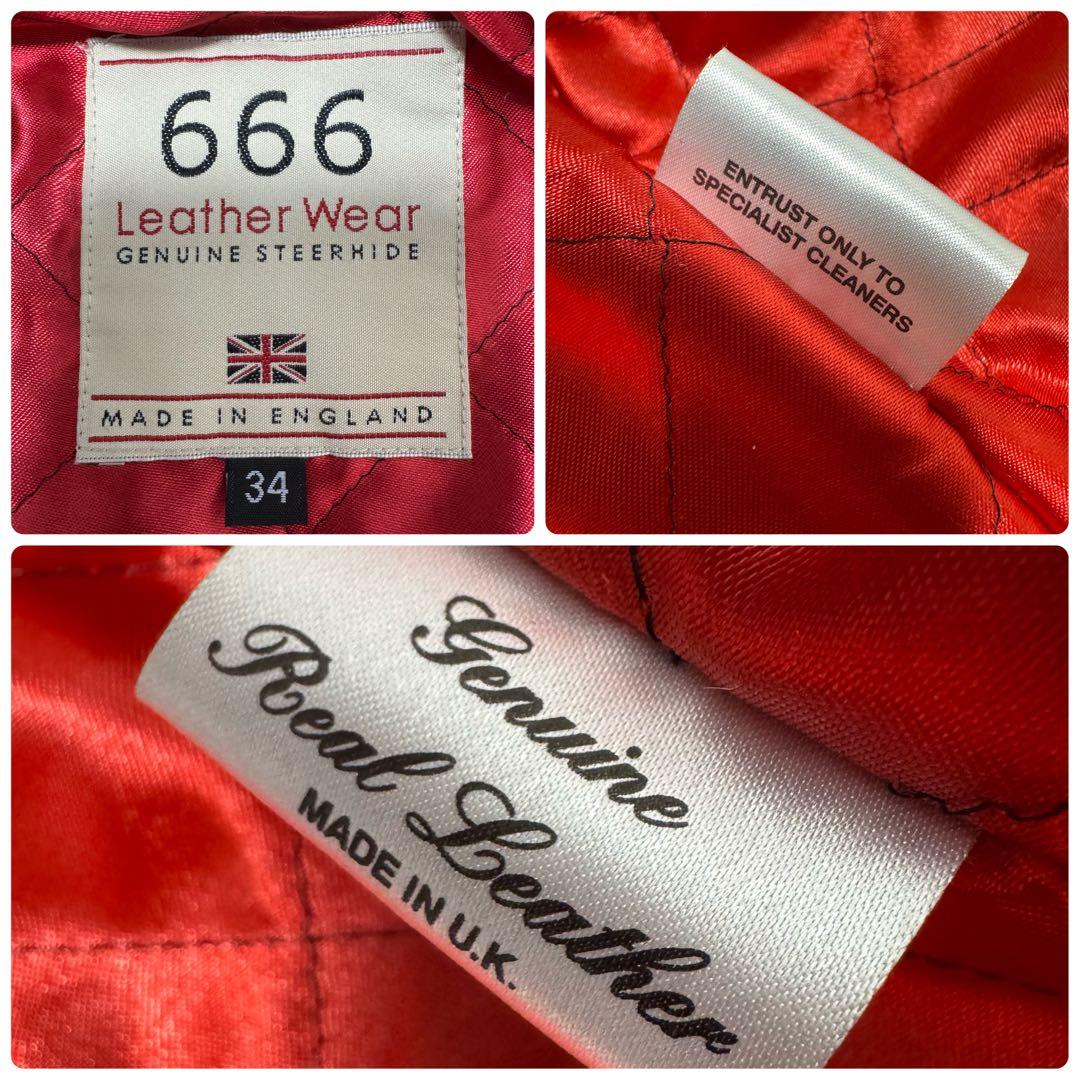 666
Leather Wear
GENUINE STEERHIDE
MADE IN ENGLAND
34
ENTRUST ONLY TO
SPECIALIST CLEANERS
Genuine
Real Leather
MADE IN U.K.